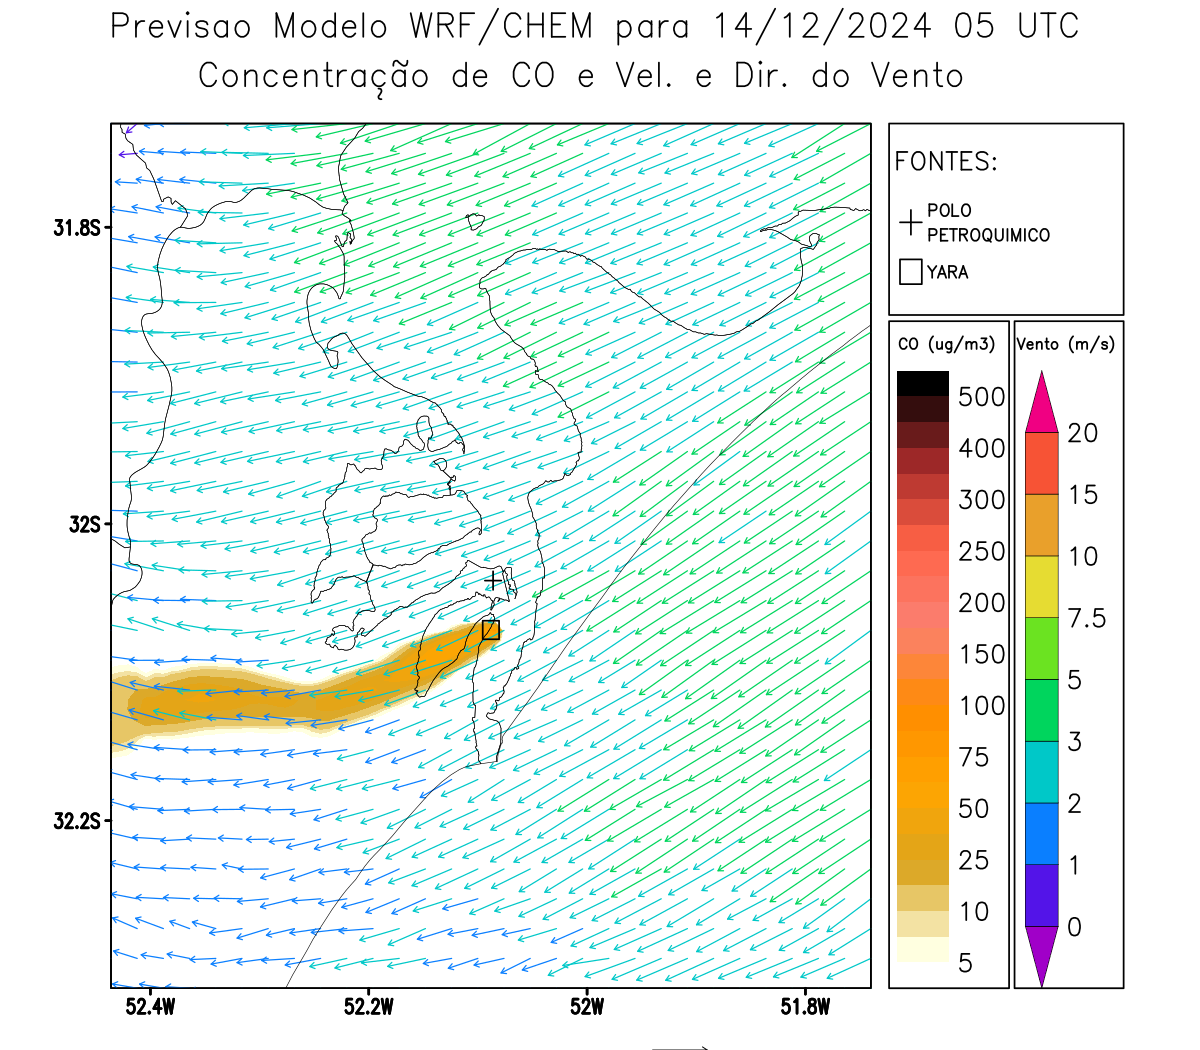 Previsao Modelo WRF/CHEM para 14/12/2024 05 UTC
Concentração de CO e Vel. e Dir. do Vento
FONTES:
POLO
PETROQUIMICO
YARA
CO (ug/m3)
500
400
300
250
200
150
100
75
50
25
10
5
Vento (m/s)
20
15
10
7.5
5
3
2
1
0
31.8S
32S
32.2S
52.4W
52.2W
52W
51.8W